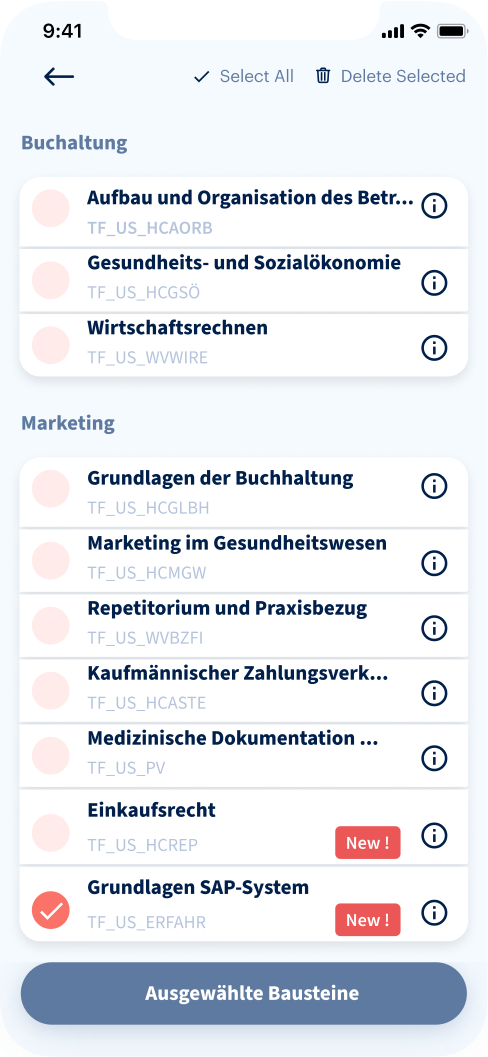 9:41
Select All Delete Selected
Buchaltung
Aufbau und Organisation des Betr...
TF_US_HCAORB
Gesundheits- und Sozialökonomie
TF_US_HCGSÖ
Wirtschaftsrechnen
TF_US_WVWIRE
Marketing
Grundlagen der Buchhaltung
TF_US_HCGLBH
Marketing im Gesundheitswesen
TF_US_HCMGW
Repetitorium und Praxisbezug
TF_US_WVBZFI
Kaufmännischer Zahlungsverk...
TF_US_HCASTE
Medizinische Dokumentation ...
TF_US_PV
Einkaufsrecht
TF_US_HCREP New !
Grundlagen SAP-System
TF_US_ERFAHR New !
Ausgewählte Bausteine